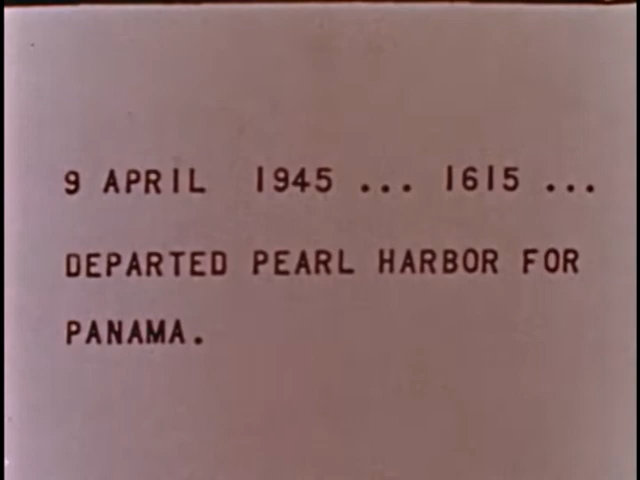 9 APRIL 1945 ... 1615 ...
DEPARTED PEARL HARBOR FOR
PANAMA.